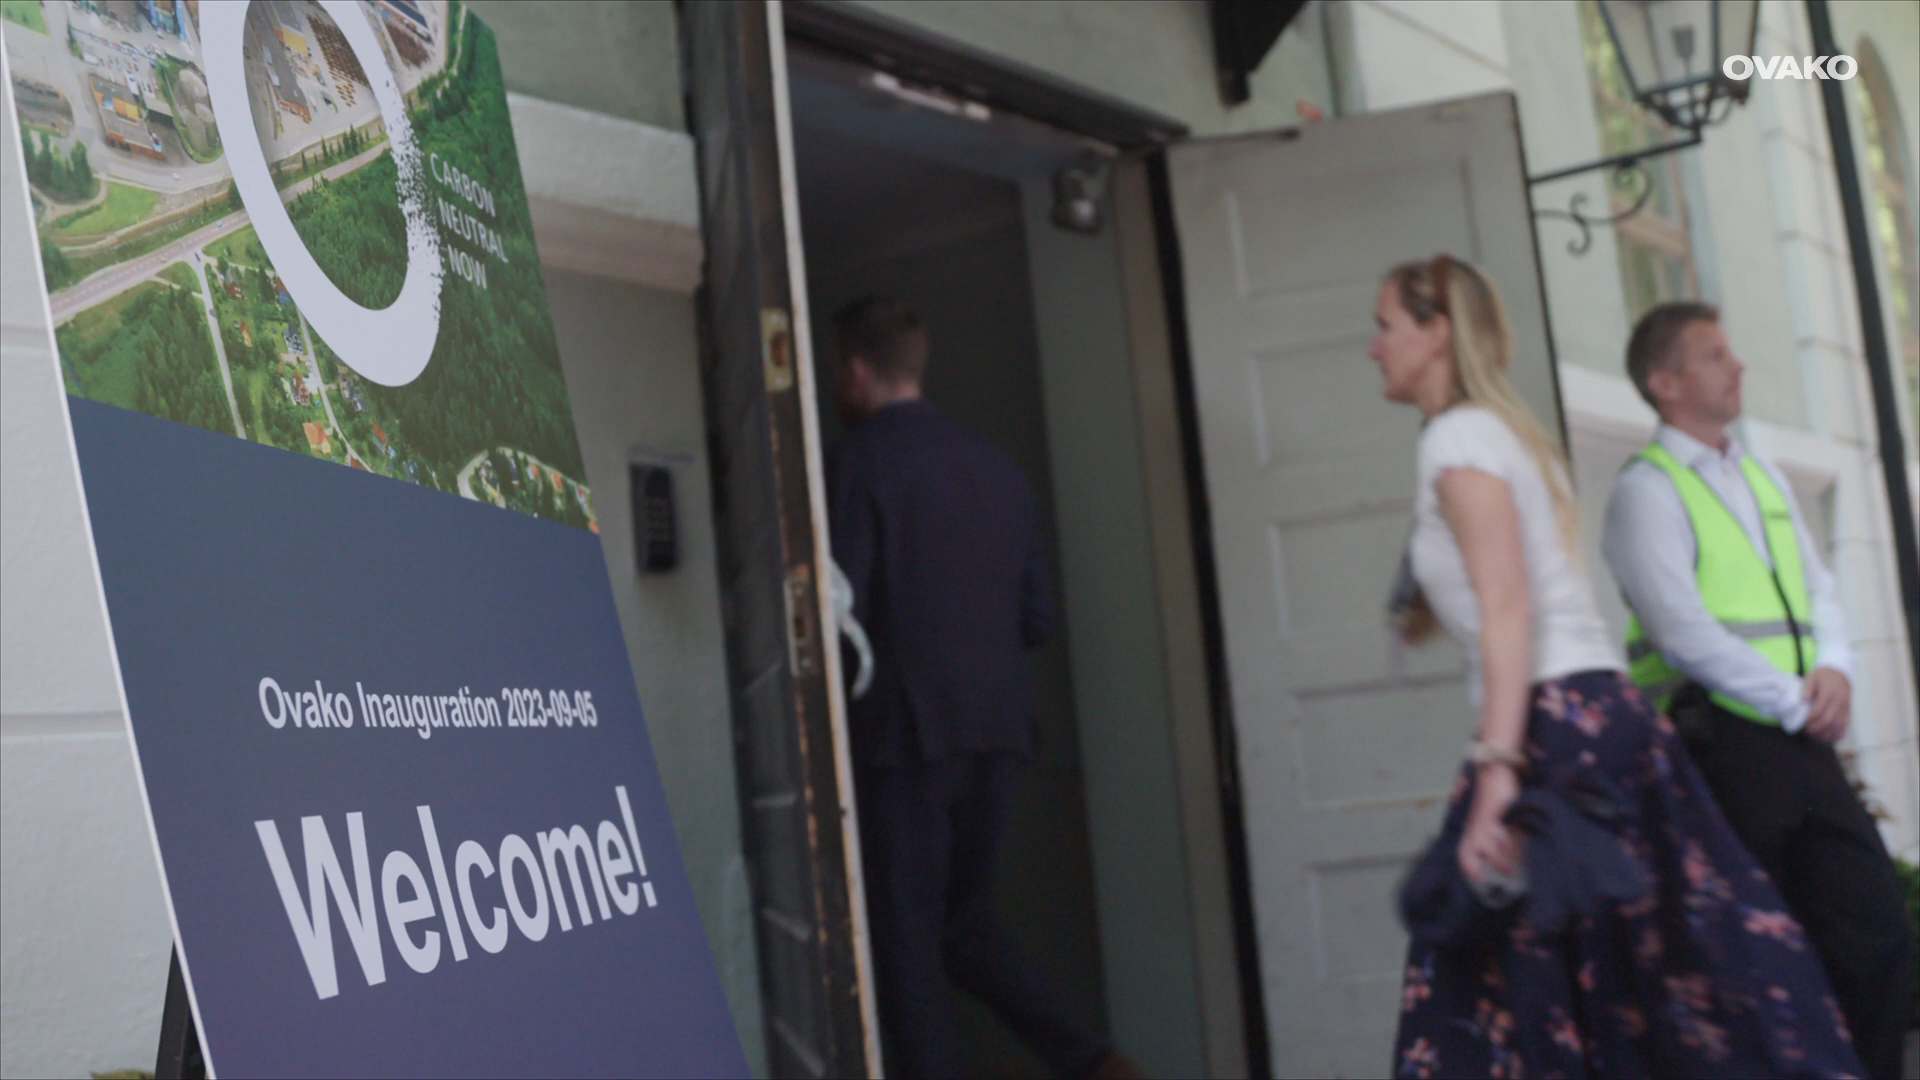 OVAKO
CARBON
NEUTRAL
NOW
Ovako Inauguration 2023-09-05
Welcome!